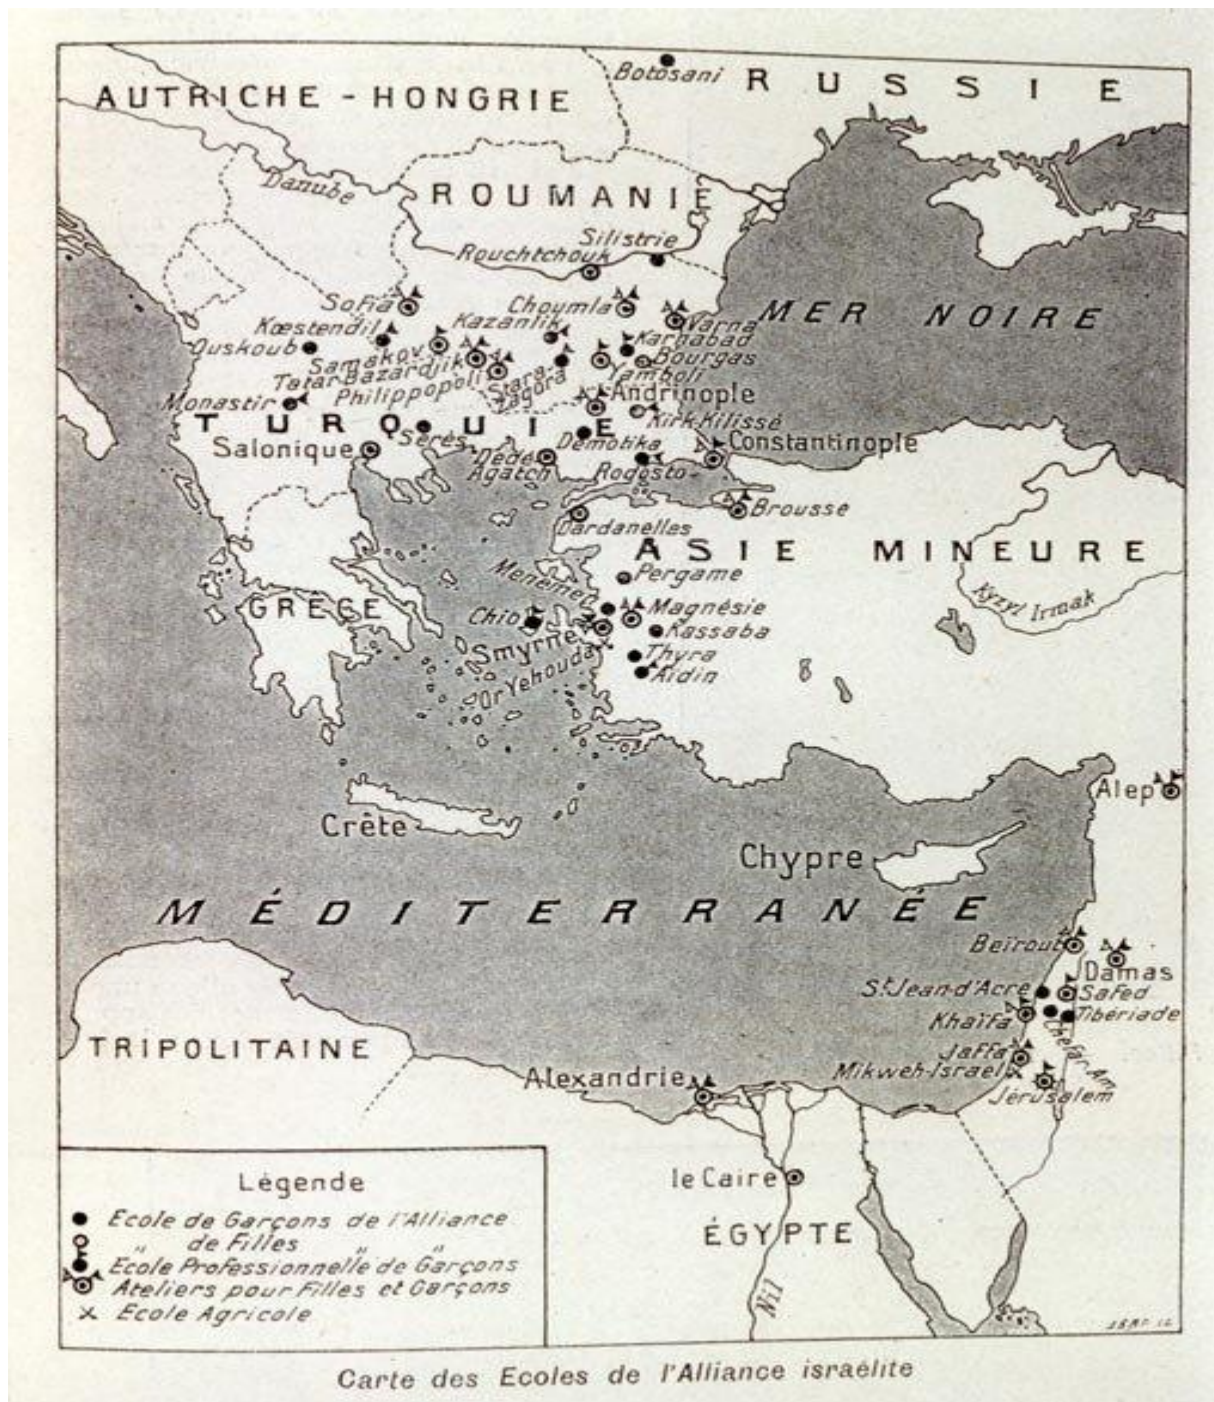 Botosani
RUSSIE
AUTRICHE - HONGRIE
Danube
ROUMANIE
Silistrie
Rouchtchouk
Sofia
Choumla
MER NOIRE
Varna
Kœstendil
Kazanlik
Karnabad
Ouskoub
Samakov
Bourgas
Tatar Bazardjik
Yamboli
Philippopoli
Stara-Zagora
Andrinople
Monastir
Kirk-Kilissé
TURQUIE
Sérès
Démotika
Constantinople
Salonique
Dédé-Agatch
Rodosto
Brousse
Dardanelles
ASIE MINEURE
Pergame
Menemen
Kyzyl Irmak
GRÈCE
Chio
Magnésie
Smyrne
Kassaba
Thyra
Or Yehouda
Aïdin
Alep
Crête
Chypre
MÉDITERRANÉE
Beïrout
Damas
St Jean-d'Acre
Safed
Khaïfa
Tibériade
Chefar-Am
Jaffa
TRIPOLITAINE
Mikweh-Israel
Alexandrie
Jérusalem
le Caire
ÉGYPTE
Nil
Légende
Ecole de Garçons de l'Alliance
" de Filles " "
Ecole Professionnelle de Garçons
Ateliers pour Filles et Garçons
Ecole Agricole
Carte des Ecoles de l'Alliance israélite